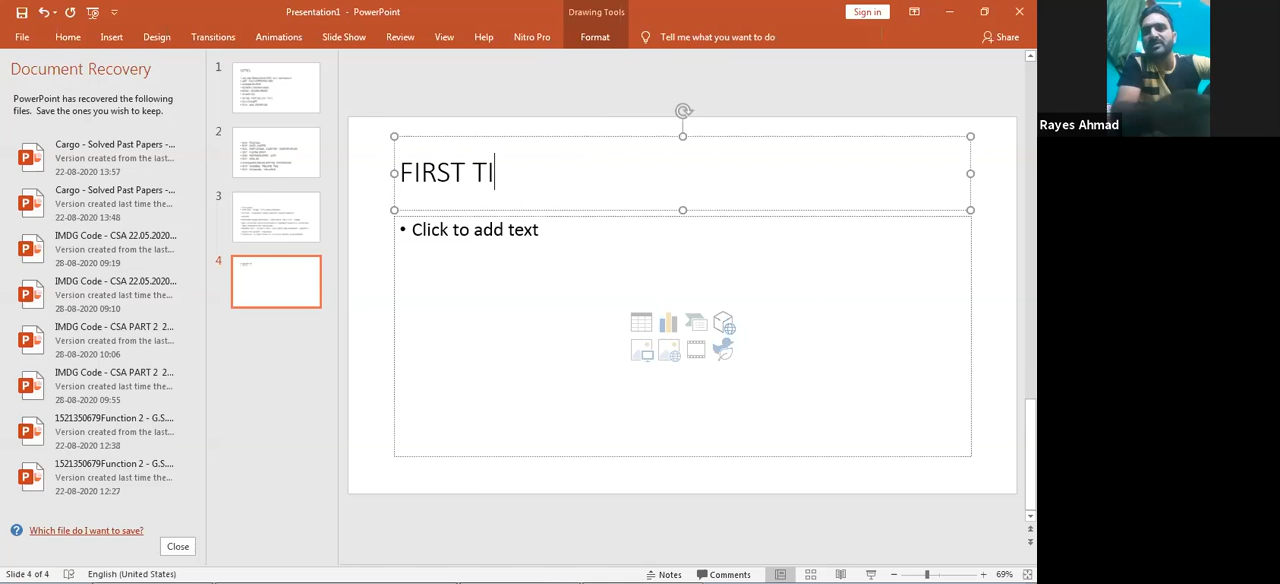 Presentation1 - PowerPoint
Drawing Tools
Sign in
File
Home
Insert
Design
Transitions
Animations
Slide Show
Review
View
Help
Nitro Pro
Format
Tell me what you want to do
Share
Document Recovery
PowerPoint has recovered the following
files. Save the ones you wish to keep.
Cargo - Solved Past Papers -...
Version created from the last...
22-08-2020 13:57
Cargo - Solved Past Papers -...
Version created from the last...
22-08-2020 13:48
IMDG Code - CSA 22.05.2020...
Version created from the last...
28-08-2020 09:19
IMDG Code - CSA 22.05.2020...
Version created last time the...
28-08-2020 09:10
IMDG Code - CSA PART 2 2...
Version created last time the...
28-08-2020 10:06
IMDG Code - CSA PART 2 2...
Version created last time the...
28-08-2020 09:55
1521350679Function 2 - G.S....
Version created from the last...
22-08-2020 12:38
1521350679Function 2 - G.S....
Version created last time the...
22-08-2020 12:27
Which file do I want to save?
Close
1
2
3
4
FIRST TI
• Click to add text
Rayes Ahmad
Slide 4 of 4
English (United States)
Notes
Comments
69%